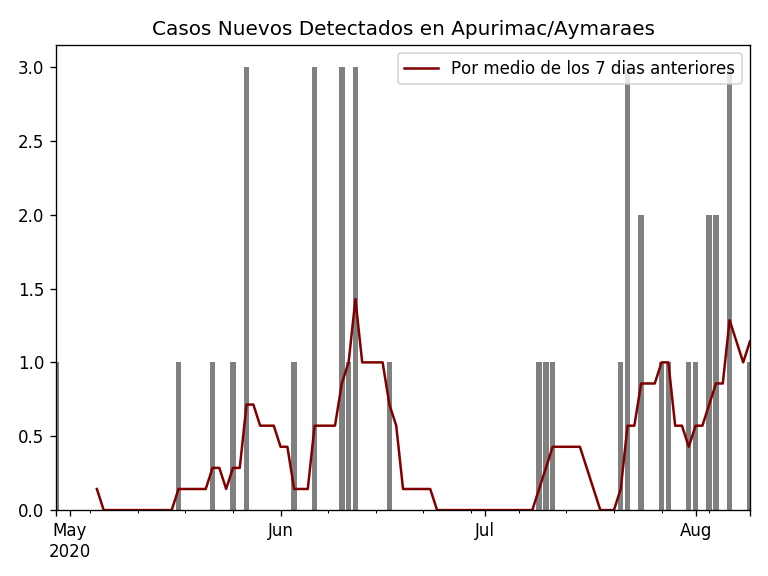 Casos Nuevos Detectados en Apurimac/Aymaraes
Por medio de los 7 dias anteriores
3.0
2.5
2.0
1.5
1.0
0.5
0.0
May Jun Jul Aug
2020